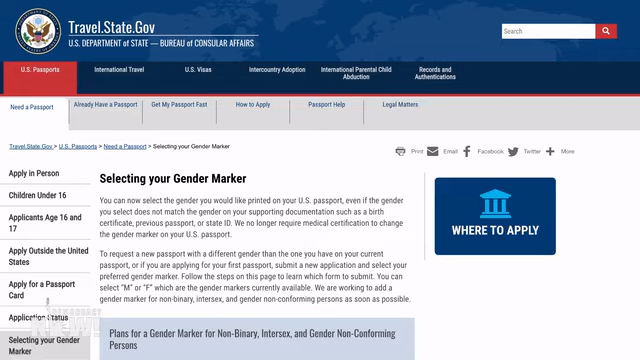 Travel.State.Gov
U.S. DEPARTMENT of STATE — BUREAU of CONSULAR AFFAIRS
Search
U.S. Passports
International Travel
U.S. Visas
Intercountry Adoption
International Parental Child
Abduction
Records and
Authentications
Need a Passport
Already Have a Passport
Get My Passport Fast
How to Apply
Passport Help
Legal Matters
Travel.State.Gov > U.S. Passports > Need a Passport > Selecting your Gender Marker
Print
Email
Facebook
Twitter
More
Apply in Person
Children Under 16
Applicants Age 16 and
17
Apply Outside the United
States
Apply for a Passport
Card
Application Status
Selecting your Gender
Marker
Selecting your Gender Marker
You can now select the gender you would like printed on your U.S. passport, even if the gender
you select does not match the gender on your supporting documentation such as a birth
certificate, previous passport, or state ID. We no longer require medical certification to change
the gender marker on your U.S. passport.
To request a new passport with a different gender than the one you have on your current
passport, or if you are applying for your first passport, submit a new application and select your
preferred gender marker. Follow the steps on this page to learn which form to submit. You can
select "M" or "F" which are the gender markers currently available. We are working to add a
gender marker for non-binary, intersex, and gender non-conforming persons as soon as possible.
Plans for a Gender Marker for Non-Binary, Intersex, and Gender Non-Conforming
Persons
WHERE TO APPLY
DEMOCRACY
NOW!